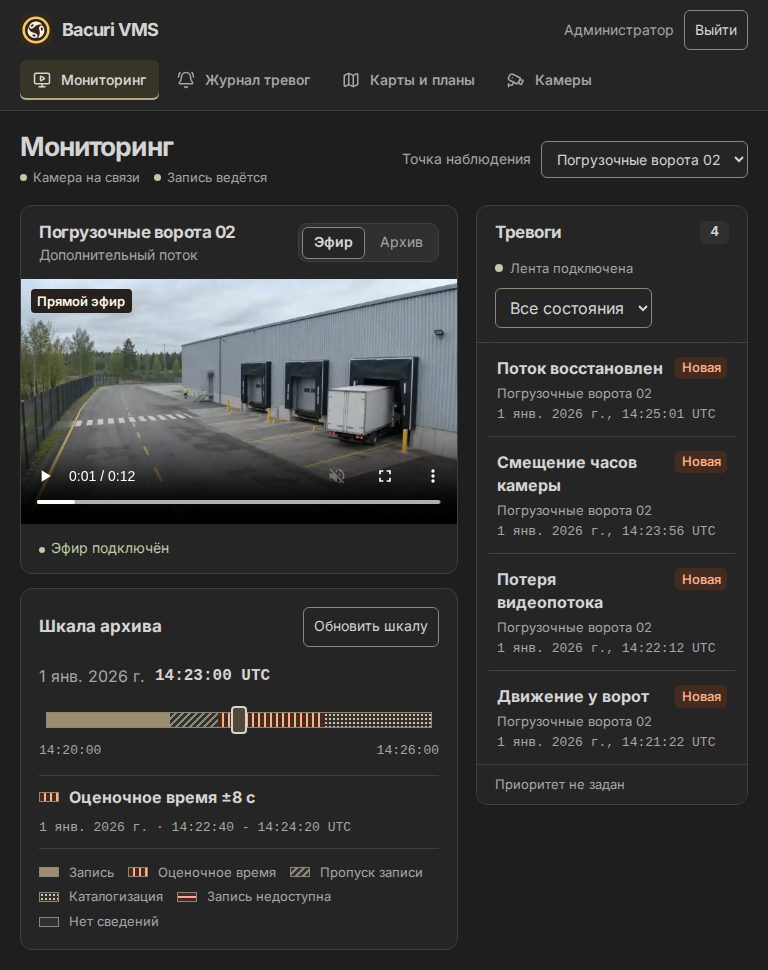 Bacuri VMS
Администратор
Выйти
Мониторинг
Журнал тревог
Карты и планы
Камеры
Мониторинг
Камера на связи
Запись ведётся
Точка наблюдения
Погрузочные ворота 02
Погрузочные ворота 02
Дополнительный поток
Эфир
Архив
Прямой эфир
0:01 / 0:12
Эфир подключён
Шкала архива
Обновить шкалу
1 янв. 2026 г. 14:23:00 UTC
14:20:00
14:26:00
Оценочное время ±8 с
1 янв. 2026 г. · 14:22:40 - 14:24:20 UTC
Запись
Оценочное время
Пропуск записи
Каталогизация
Запись недоступна
Нет сведений
Тревоги
4
Лента подключена
Все состояния
Поток восстановлен
Новая
Погрузочные ворота 02
1 янв. 2026 г., 14:25:01 UTC
Смещение часов
камеры
Новая
Погрузочные ворота 02
1 янв. 2026 г., 14:23:56 UTC
Потеря
видеопотока
Новая
Погрузочные ворота 02
1 янв. 2026 г., 14:22:12 UTC
Движение у ворот
Новая
Погрузочные ворота 02
1 янв. 2026 г., 14:21:22 UTC
Приоритет не задан